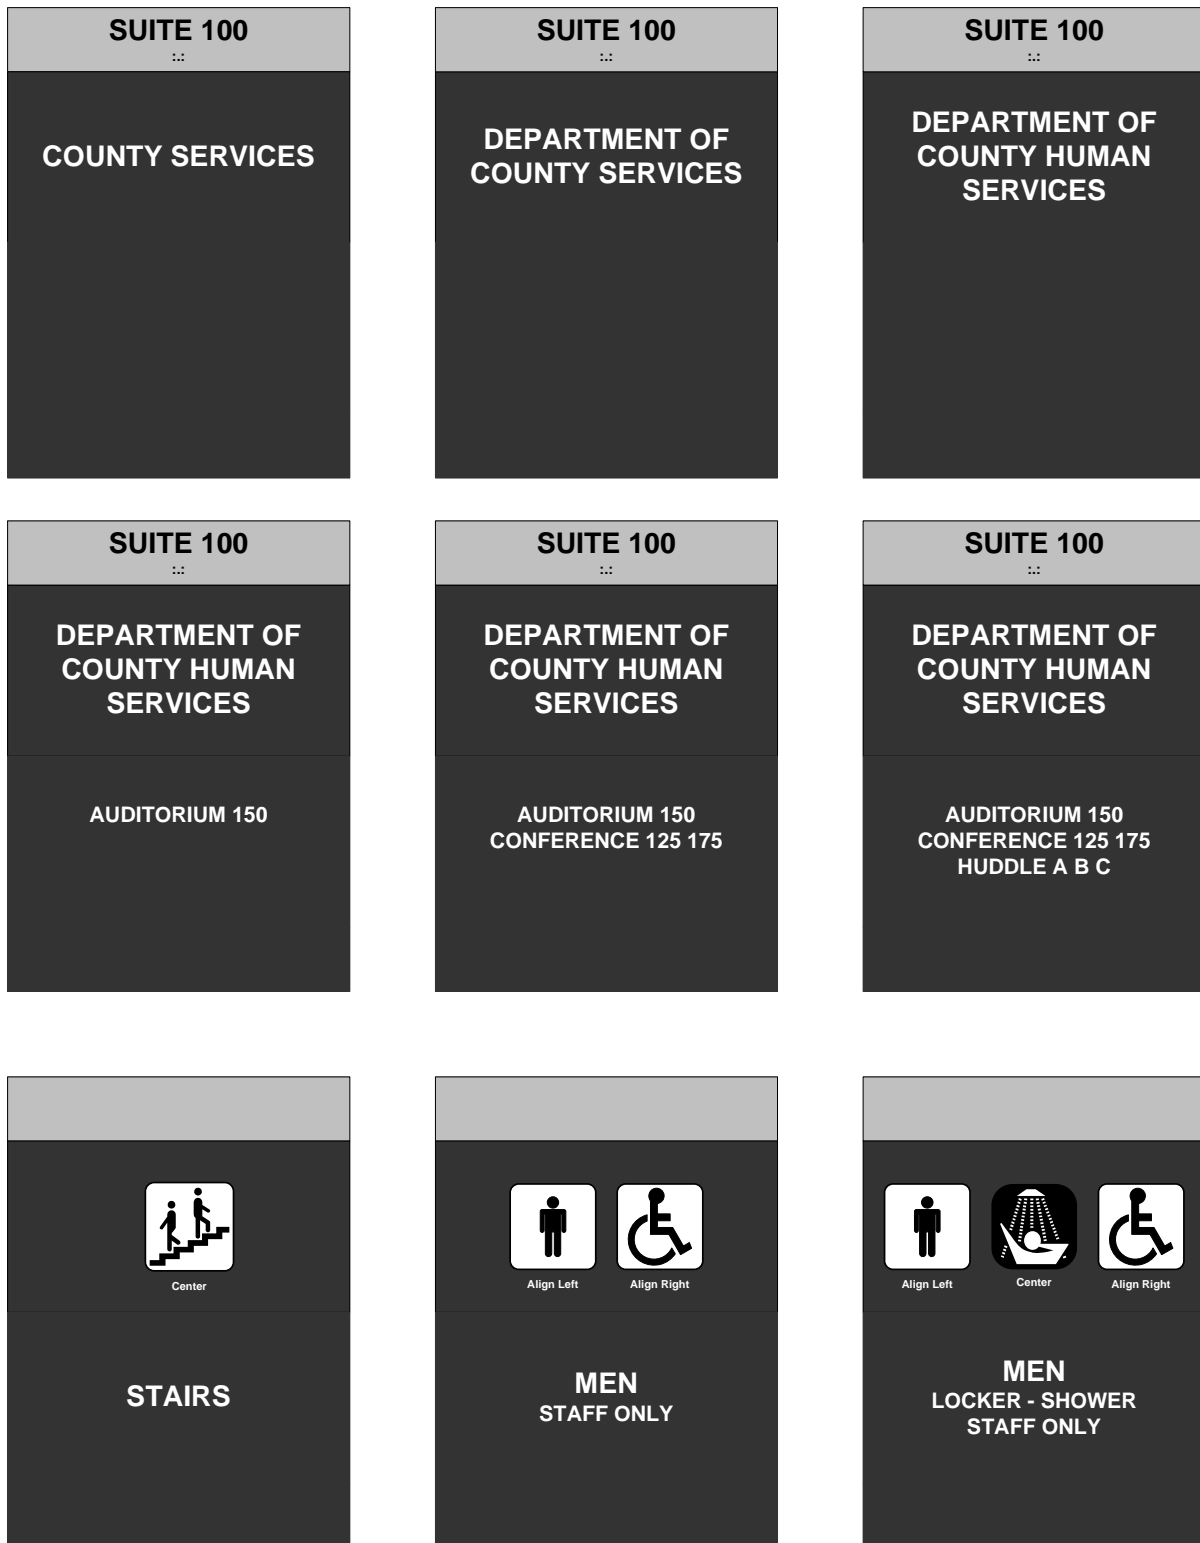 SUITE 100
:.:
COUNTY SERVICES
SUITE 100
:.:
DEPARTMENT OF
COUNTY SERVICES
SUITE 100
:.:
DEPARTMENT OF
COUNTY HUMAN
SERVICES
SUITE 100
:.:
DEPARTMENT OF
COUNTY HUMAN
SERVICES
AUDITORIUM 150
SUITE 100
:.:
DEPARTMENT OF
COUNTY HUMAN
SERVICES
AUDITORIUM 150
CONFERENCE 125 175
SUITE 100
:.:
DEPARTMENT OF
COUNTY HUMAN
SERVICES
AUDITORIUM 150
CONFERENCE 125 175
HUDDLE A B C
Center
STAIRS
Align Left
Align Right
MEN
STAFF ONLY
Align Left
Center
Align Right
MEN
LOCKER - SHOWER
STAFF ONLY